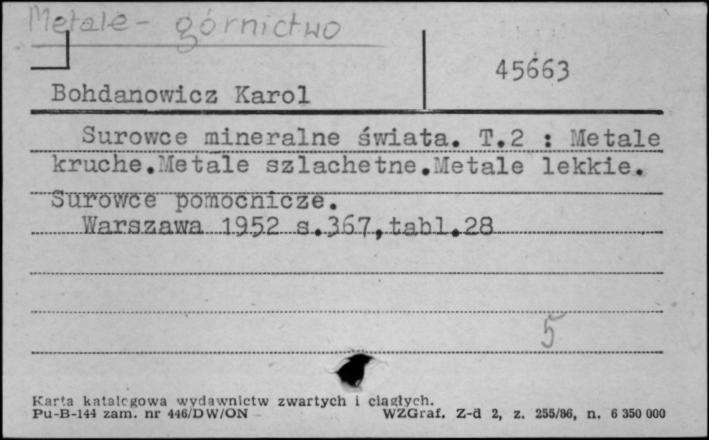 Metale - górnictwo
45663
Bohdanowicz Karol
Surowce mineralne świata. T.2 : Metale
kruche.Metale szlachetne.Metale lekkie.
Surowce pomocnicze.
Warszawa 1952 s.367,tabl.28
5
Karta katalogowa wydawnictw zwartych i ciągłych.
Pu-B-144 zam. nr 446/DW/ON WZGraf. Z-d 2, z. 255/86, n. 6 350 000